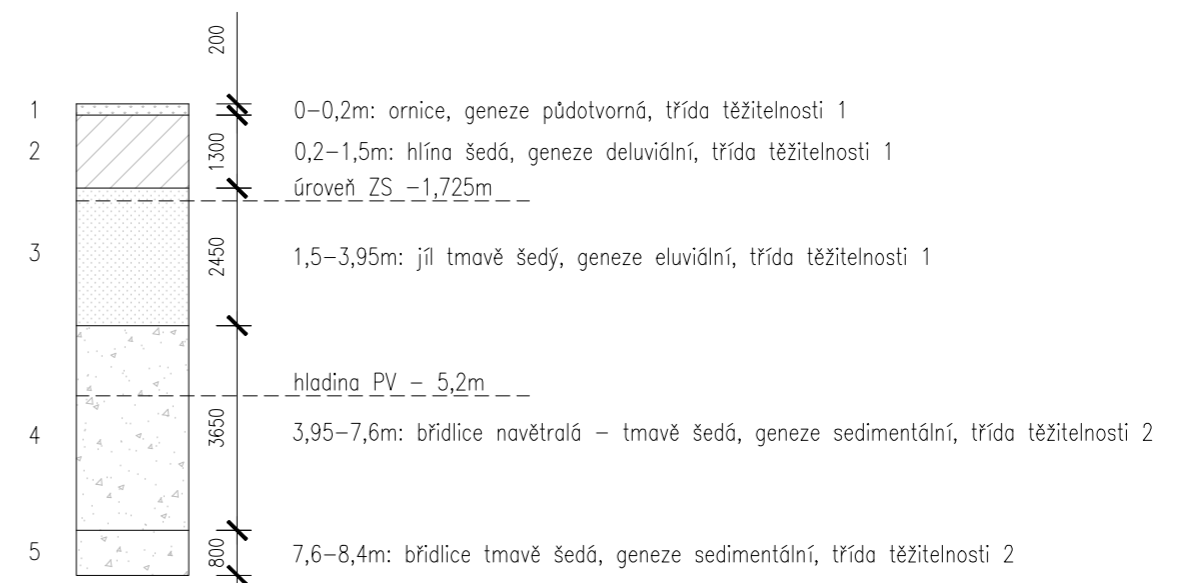 200
1 0-0,2m: ornice, geneze půdotvorná, třída těžitelnosti 1
2 1300 0,2-1,5m: hlína šedá, geneze deluviální, třída těžitelnosti 1
úroveň ZS -1,725m
3 2450 1,5-3,95m: jíl tmavě šedý, geneze eluviální, třída těžitelnosti 1
hladina PV - 5,2m
4 3650 3,95-7,6m: břidlice navětralá - tmavě šedá, geneze sedimentální, třída těžitelnosti 2
5 800 7,6-8,4m: břidlice tmavě šedá, geneze sedimentální, třída těžitelnosti 2